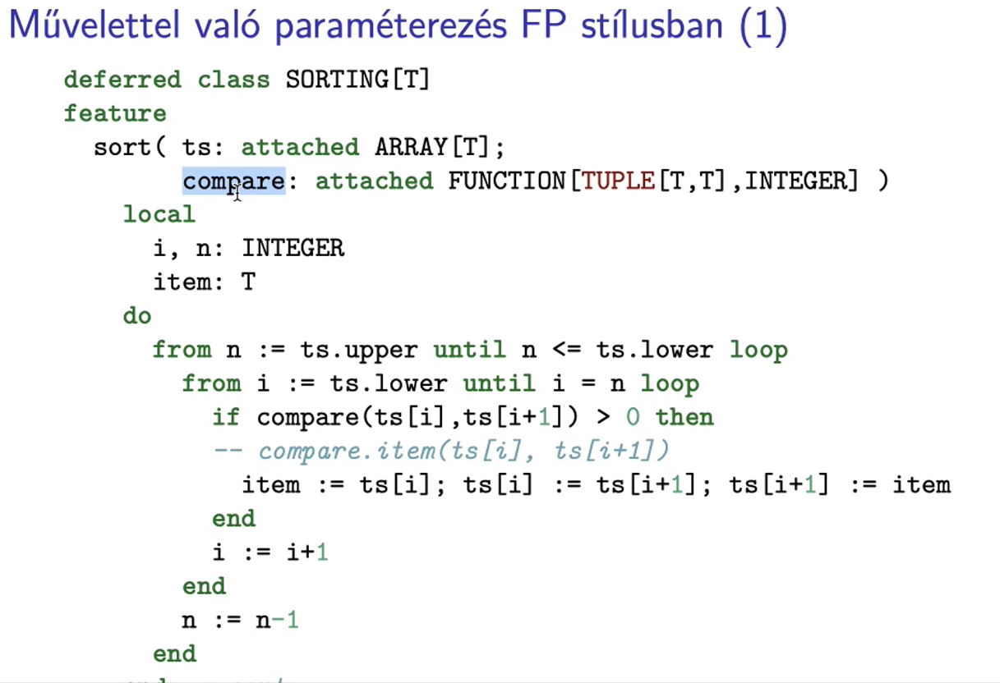 Művelettel való paraméterezés FP stílusban (1)
deferred class SORTING[T]
feature
sort( ts: attached ARRAY[T];
compare: attached FUNCTION[TUPLE[T,T],INTEGER] )
local
i, n: INTEGER
item: T
do
from n := ts.upper until n <= ts.lower loop
from i := ts.lower until i = n loop
if compare(ts[i],ts[i+1]) > 0 then
-- compare.item(ts[i], ts[i+1])
item := ts[i]; ts[i] := ts[i+1]; ts[i+1] := item
end
i := i+1
end
n := n-1
end